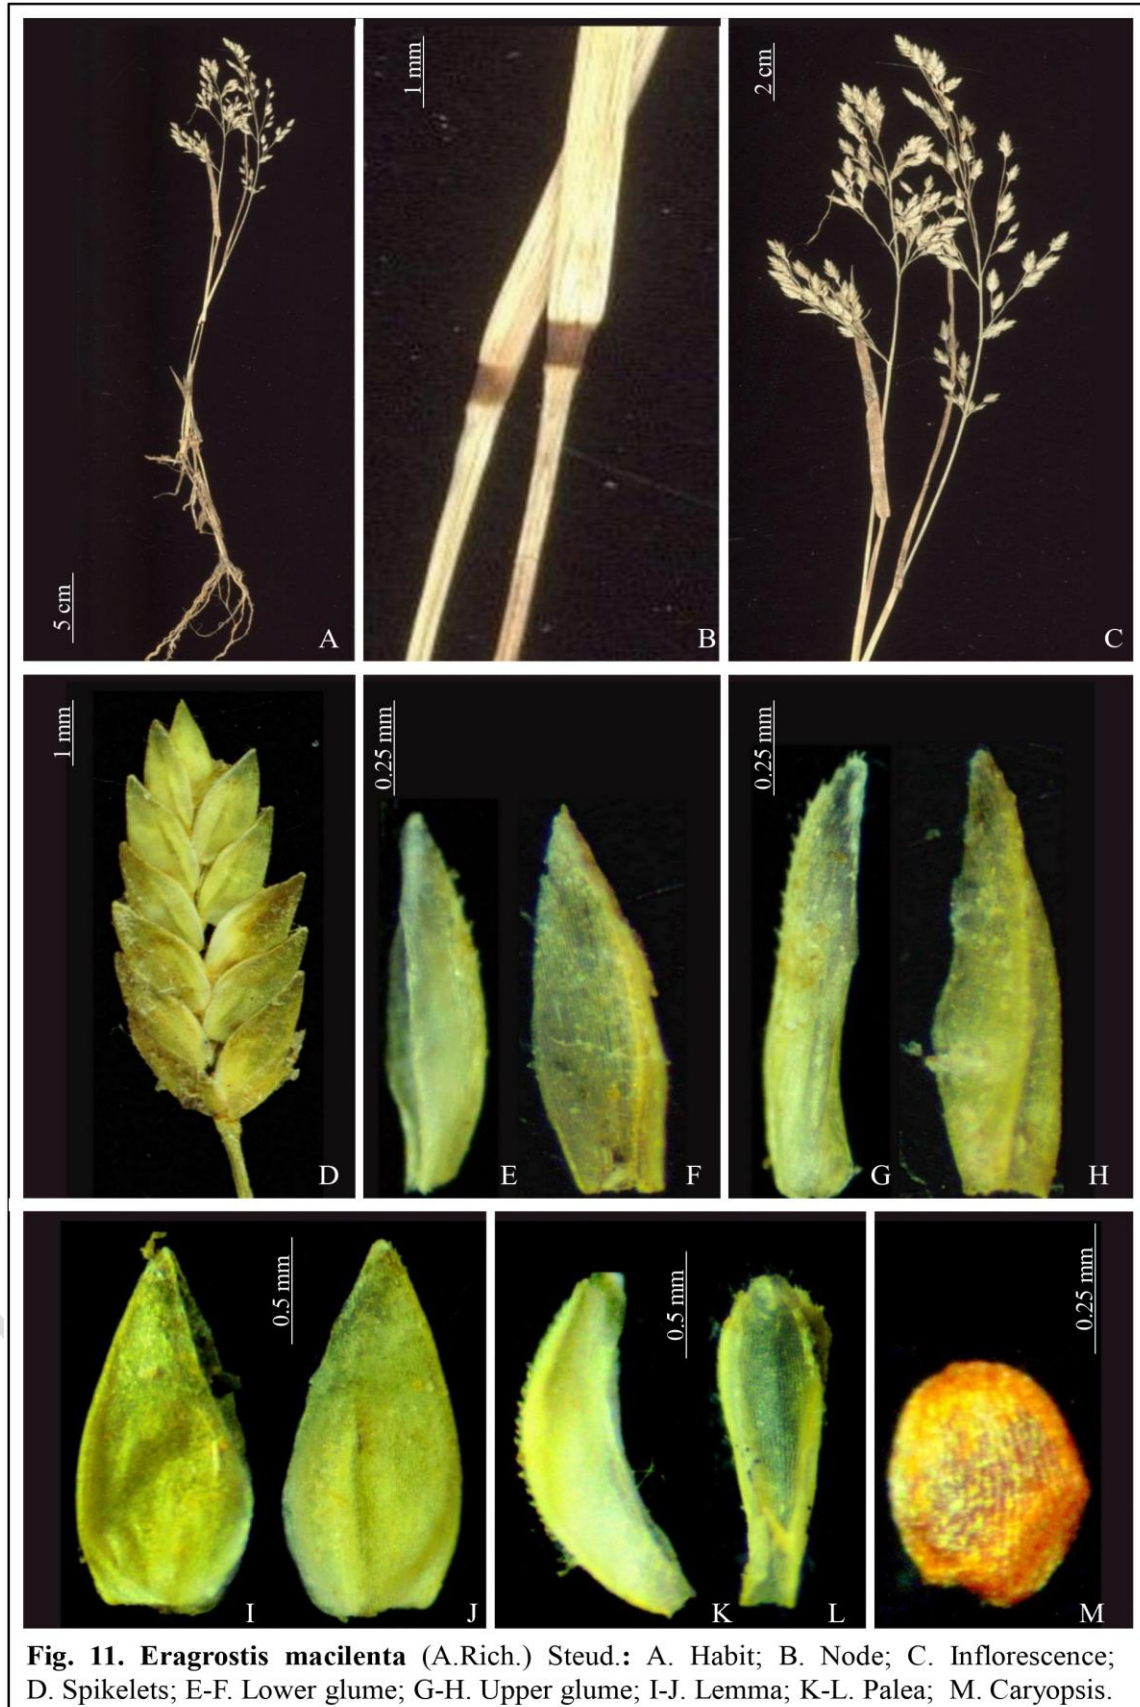 1 mm
2 cm
5 cm
A
B
C
1 mm
0.25 mm
0.25 mm
D
E
F
G
H
0.5 mm
0.5 mm
0.25 mm
I
J
K
L
M
Fig. 11. Eragrostis macilenta (A.Rich.) Steud.: A. Habit; B. Node; C. Inflorescence;
D. Spikelets; E-F. Lower glume; G-H. Upper glume; I-J. Lemma; K-L. Palea; M. Caryopsis.